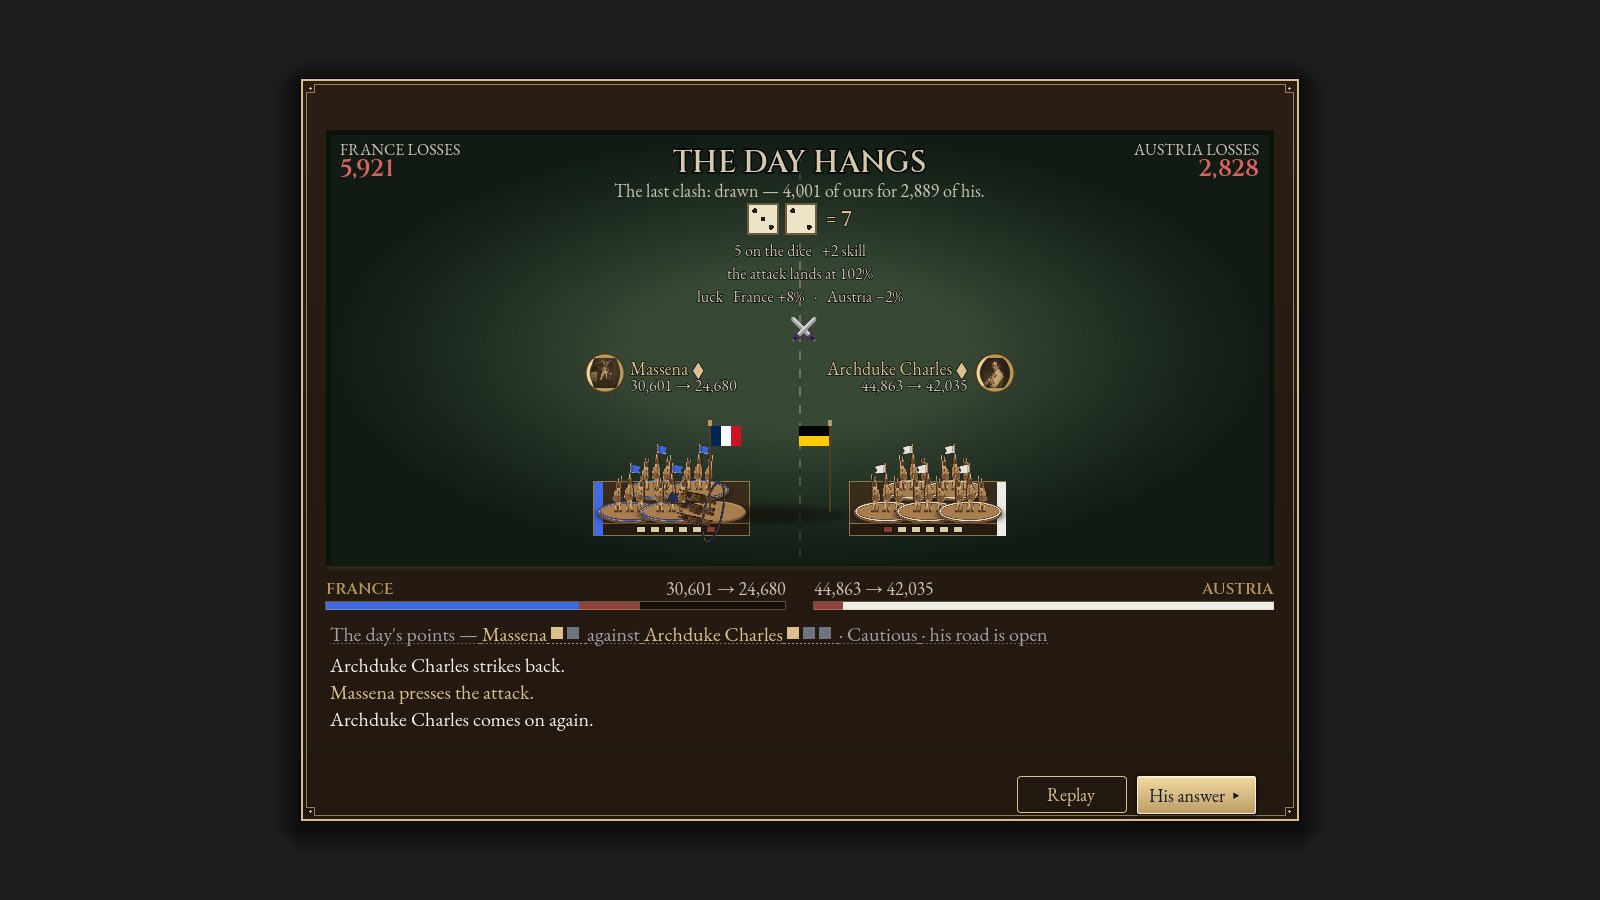 FRANCE LOSSES
5,921
THE DAY HANGS
AUSTRIA LOSSES
2,828
The last clash: drawn — 4,001 of ours for 2,889 of his.
= 7
5 on the dice +2 skill
the attack lands at 102%
luck France +8% · Austria −2%
Massena
30,601 → 24,680
Archduke Charles
44,863 → 42,035
FRANCE 30,601 → 24,680 44,863 → 42,035 AUSTRIA
The day's points — Massena against Archduke Charles · Cautious · his road is open
Archduke Charles strikes back.
Massena presses the attack.
Archduke Charles comes on again.
Replay
His answer ▸